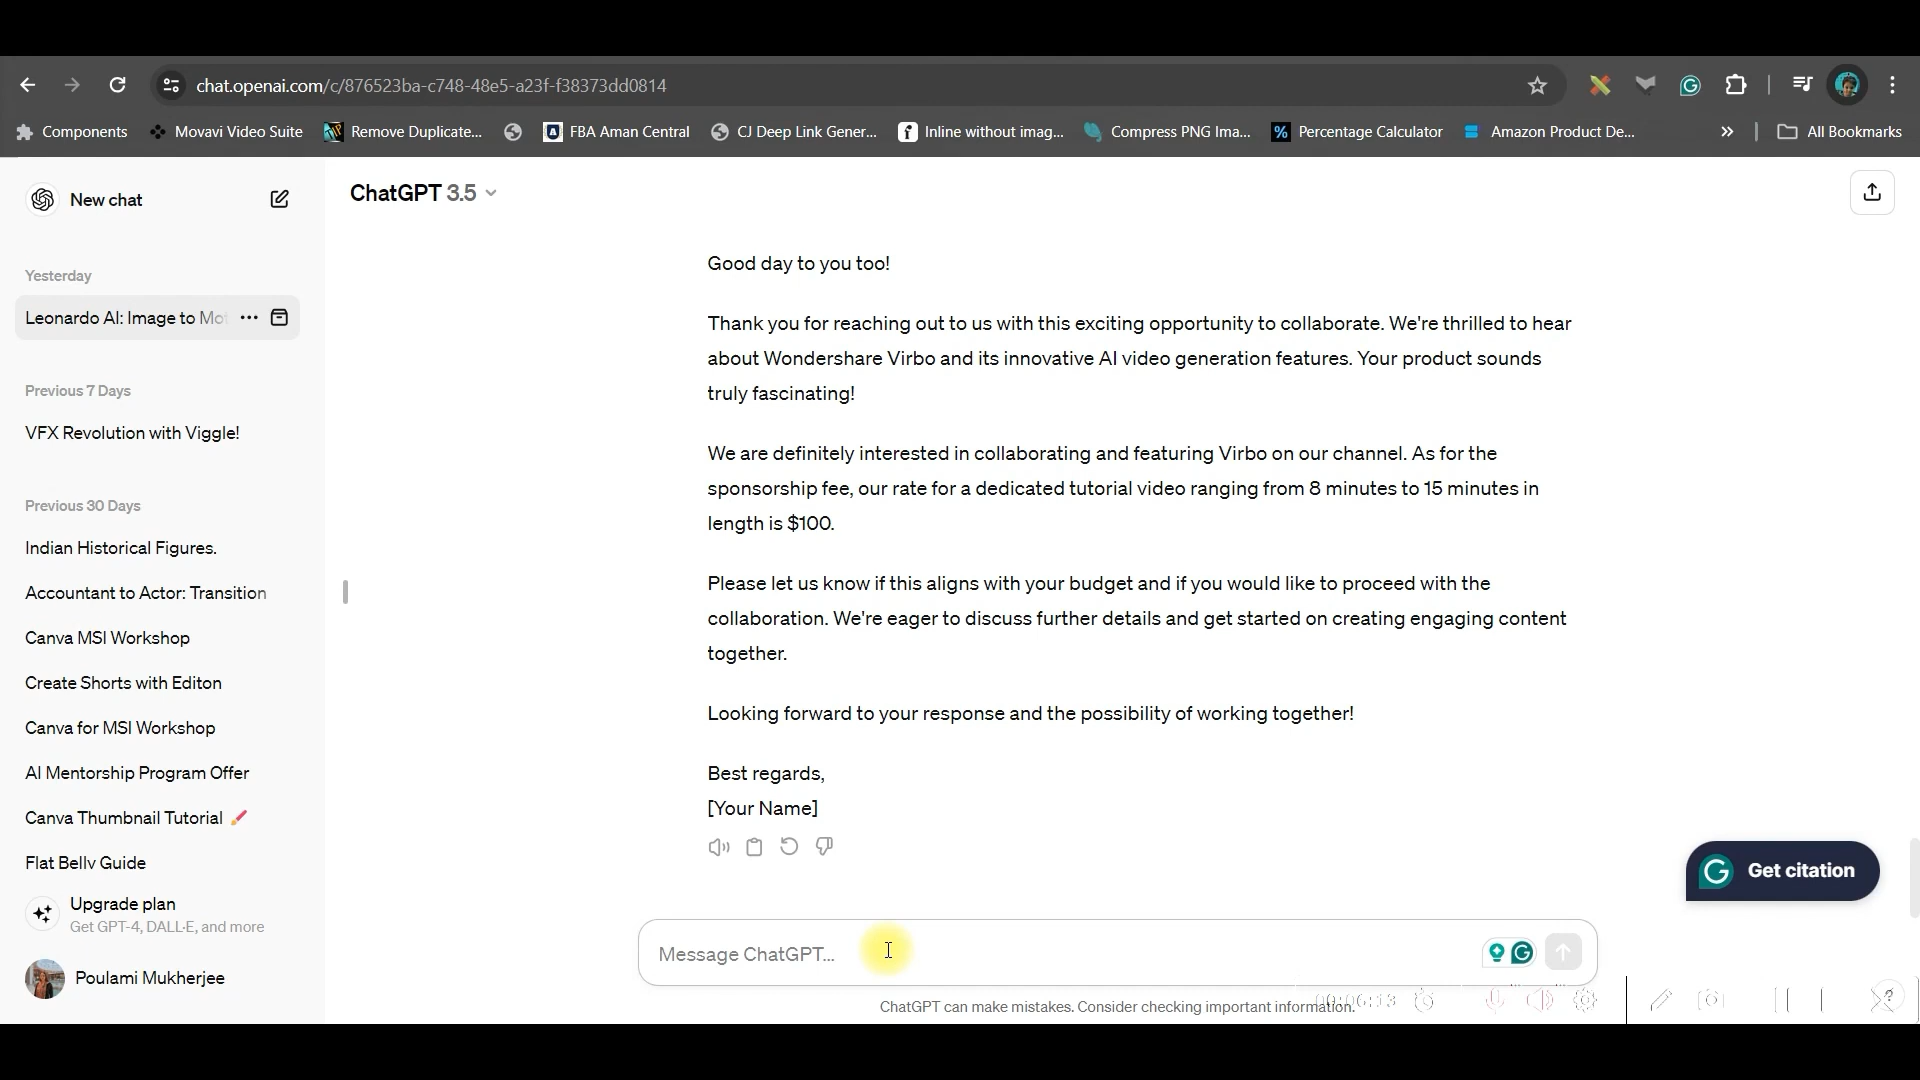 chat.openai.com/c/876523ba-c748-48e5-a23f-f38373dd0814
Components Movavi Video Suite Remove Duplicate... FBA Aman Central CJ Deep Link Gener... Inline without imag... Compress PNG Ima... % Percentage Calculator Amazon Product De... » All Bookmarks
New chat
ChatGPT 3.5
Yesterday
Leonardo AI: Image to Mot
Previous 7 Days
VFX Revolution with Viggle!
Previous 30 Days
Indian Historical Figures.
Accountant to Actor: Transition
Canva MSI Workshop
Create Shorts with Editon
Canva for MSI Workshop
AI Mentorship Program Offer
Canva Thumbnail Tutorial 🖌️
Flat Belly Guide
Upgrade plan
Get GPT-4, DALL·E, and more
Poulami Mukherjee
Good day to you too!
Thank you for reaching out to us with this exciting opportunity to collaborate. We're thrilled to hear
about Wondershare Virbo and its innovative AI video generation features. Your product sounds
truly fascinating!
We are definitely interested in collaborating and featuring Virbo on our channel. As for the
sponsorship fee, our rate for a dedicated tutorial video ranging from 8 minutes to 15 minutes in
length is $100.
Please let us know if this aligns with your budget and if you would like to proceed with the
collaboration. We're eager to discuss further details and get started on creating engaging content
together.
Looking forward to your response and the possibility of working together!
Best regards,
[Your Name]
Get citation
Message ChatGPT...
ChatGPT can make mistakes. Consider checking important information.
00:06:13